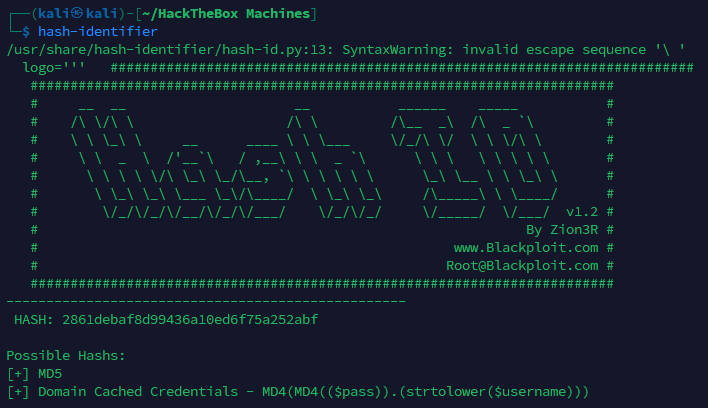 ┌──(kali㉿kali)-[~/HackTheBox Machines]
└─$ hash-identifier
/usr/share/hash-identifier/hash-id.py:13: SyntaxWarning: invalid escape sequence '\ '
  logo='''   #########################################################################
   #########################################################################
   #     __  __                     __           ______    _____           #
   #    /\ \/\ \                   /\ \         /\__  _\  /\  _ `\         #
   #    \ \ \_\ \     __      ____ \ \ \___     \/_/\ \/  \ \ \/\ \        #
   #     \ \  _  \  /'__`\   / ,__\ \ \  _ `\      \ \ \   \ \ \ \ \       #
   #      \ \ \ \ \/\ \_\ \_/\__, `\ \ \ \ \ \      \_\ \__ \ \ \_\ \      #
   #       \ \_\ \_\ \___ \_\/\____/  \ \_\ \_\     /\_____\ \ \____/      #
   #        \/_/\/_/\/__/\/_/\/___/    \/_/\/_/     \/_____/  \/___/  v1.2 #
   #                                                             By Zion3R #
   #                                                    www.Blackploit.com #
   #                                                   Root@Blackploit.com #
   #########################################################################
--------------------------------------------------
 HASH: 2861debaf8d99436a10ed6f75a252abf

Possible Hashs:
[+] MD5
[+] Domain Cached Credentials - MD4(MD4(($pass)).(strtolower($username)))